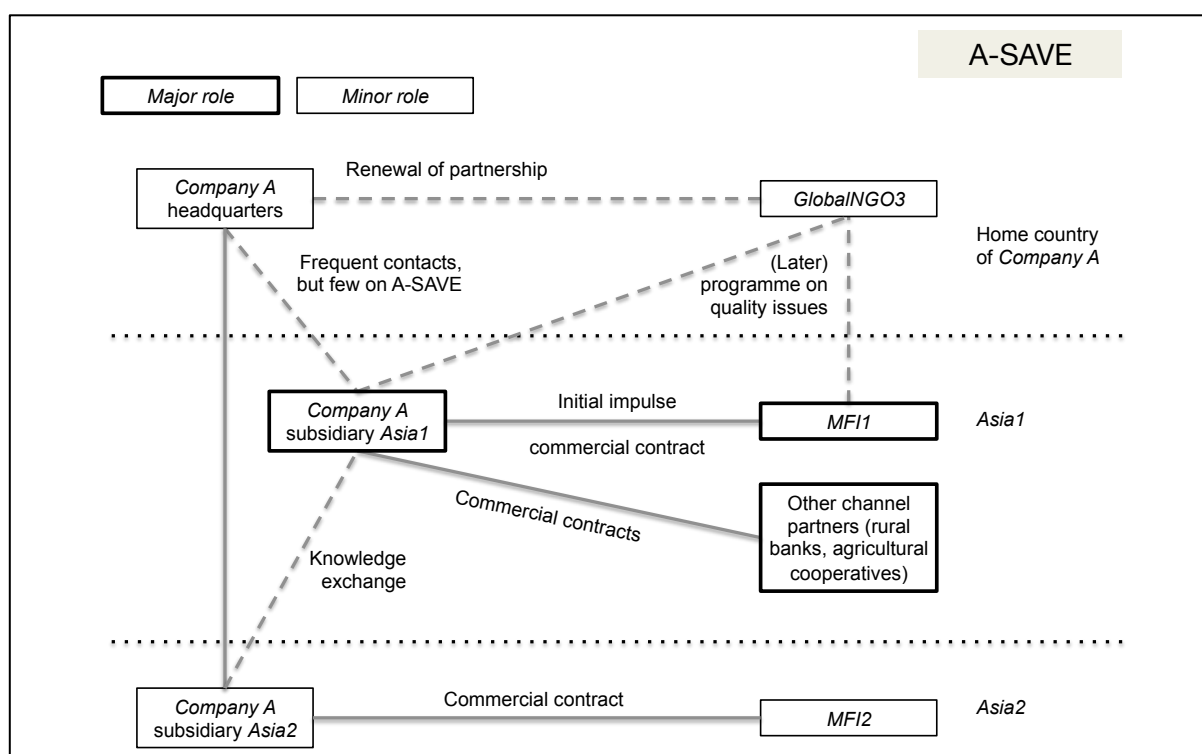 A-SAVE
Major role
Minor role
Renewal of partnership
Company A
headquarters
GlobalNGO3
Home country
of Company A
Frequent contacts,
but few on A-SAVE
(Later)
programme on
quality issues
Company A
subsidiary Asia1
Initial impulse
commercial contract
MFI1
Asia1
Commercial contracts
Other channel
partners (rural
banks, agricultural
cooperatives)
Knowledge
exchange
Company A
subsidiary Asia2
Commercial contract
MFI2
Asia2